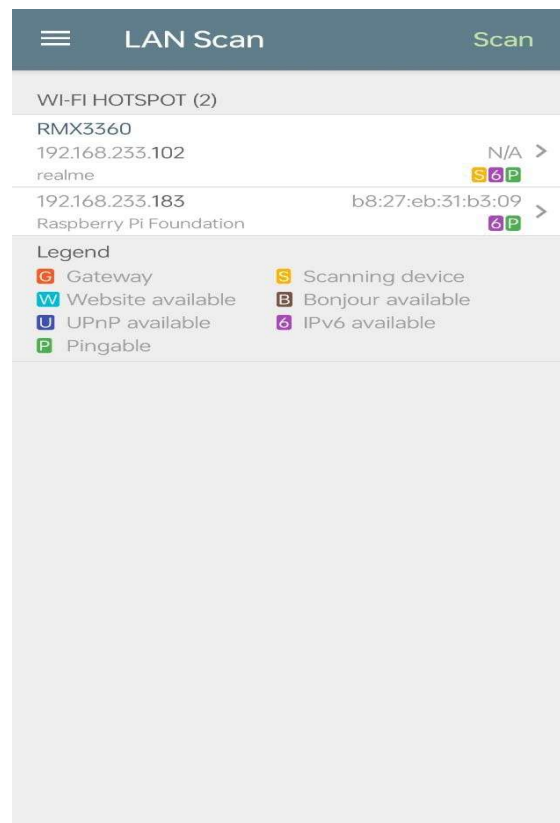 LAN Scan Scan
WI-FI HOTSPOT (2)
RMX3360
192.168.233.102 N/A >
realme S 6 P
192.168.233.183 b8:27:eb:31:b3:09 >
Raspberry Pi Foundation 6 P
Legend
G Gateway S Scanning device
W Website available B Bonjour available
U UPnP available 6 IPv6 available
P Pingable